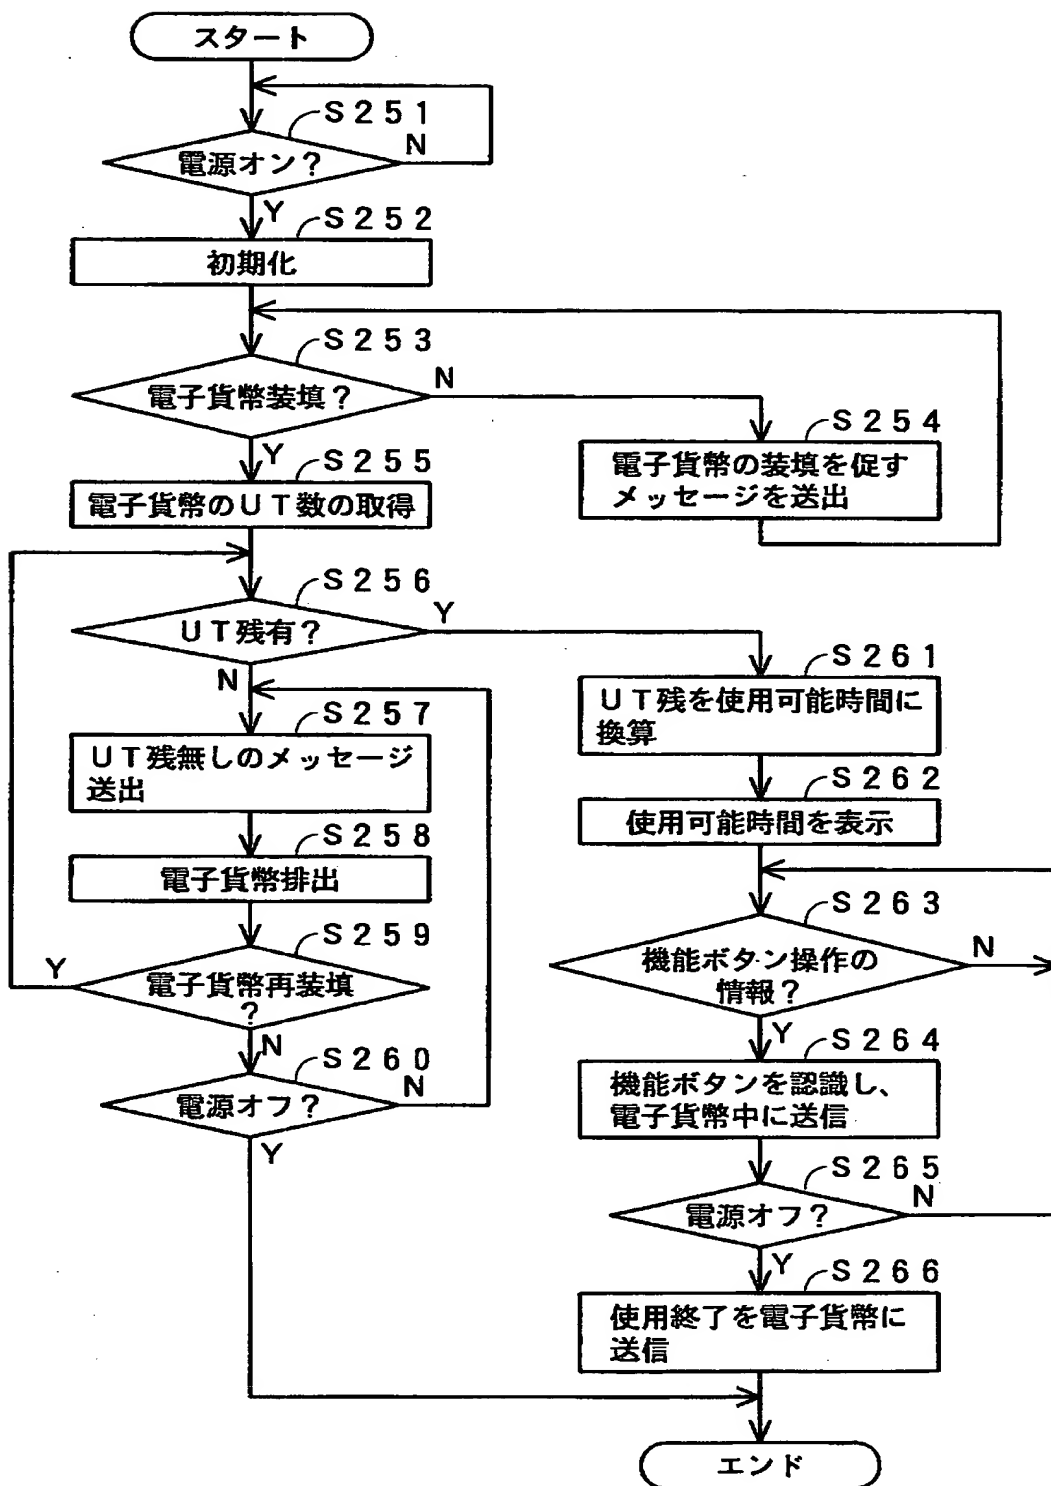 スタート
S251
電源オン?
N
Y
S252
初期化
S253
電子貨幣装填?
N
Y
S254
電子貨幣の装填を促す
メッセージを送出
S255
電子貨幣のUT数の取得
S256
UT残有?
Y
N
S257
UT残無しのメッセージ
送出
S258
電子貨幣排出
S259
電子貨幣再装填
?
Y
N
S260
電源オフ?
N
Y
S261
UT残を使用可能時間に
換算
S262
使用可能時間を表示
S263
機能ボタン操作の
情報?
N
Y
S264
機能ボタンを認識し、
電子貨幣中に送信
S265
電源オフ?
N
Y
S266
使用終了を電子貨幣に
送信
エンド